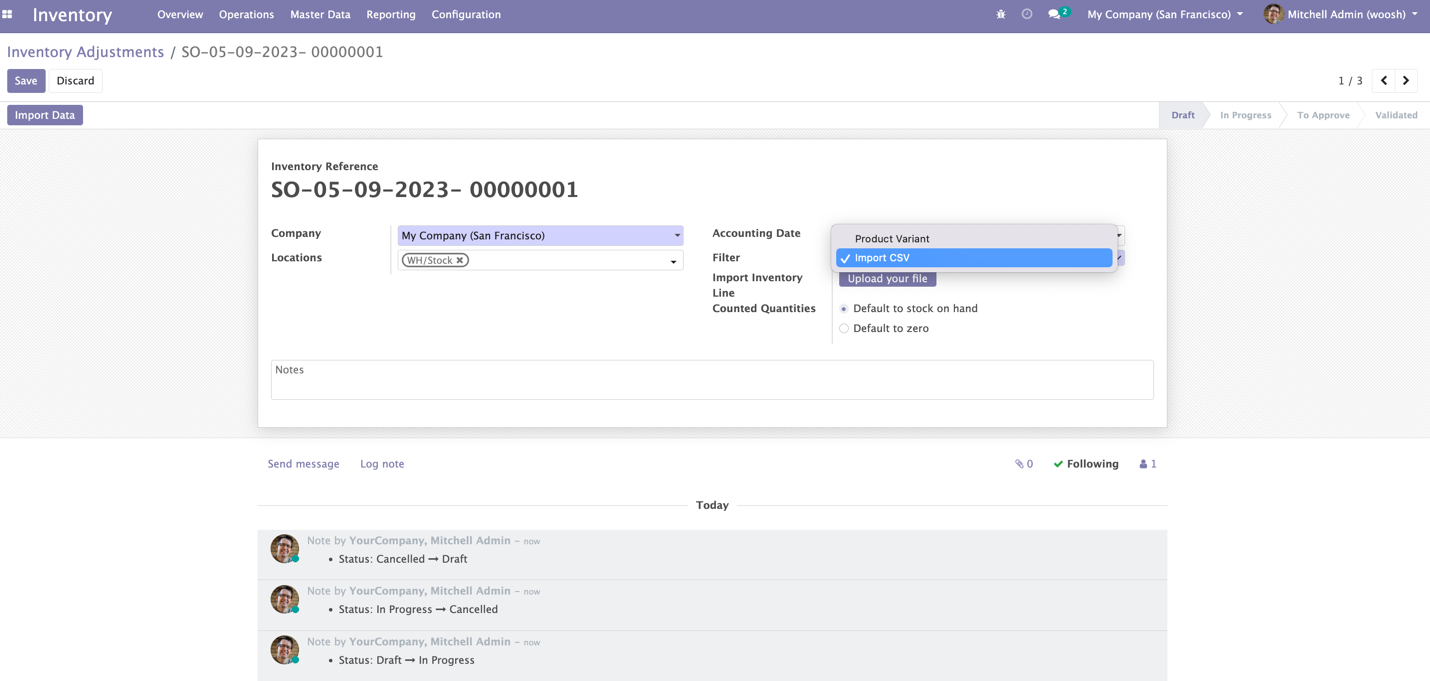 Inventory Overview Operations Master Data Reporting Configuration 2 My Company (San Francisco) Mitchell Admin (woosh)
Inventory Adjustments / SO-05-09-2023- 00000001
Save Discard 1 / 3
Import Data Draft In Progress To Approve Validated
Inventory Reference
SO-05-09-2023- 00000001
Company My Company (San Francisco)
Locations WH/Stock
Accounting Date
Product Variant
Filter Import CSV
Import Inventory Line Upload your file
Counted Quantities Default to stock on hand
Default to zero
Notes
Send message Log note 0 Following 1
Today
Note by YourCompany, Mitchell Admin - now
• Status: Cancelled → Draft
Note by YourCompany, Mitchell Admin - now
• Status: In Progress → Cancelled
Note by YourCompany, Mitchell Admin - now
• Status: Draft → In Progress